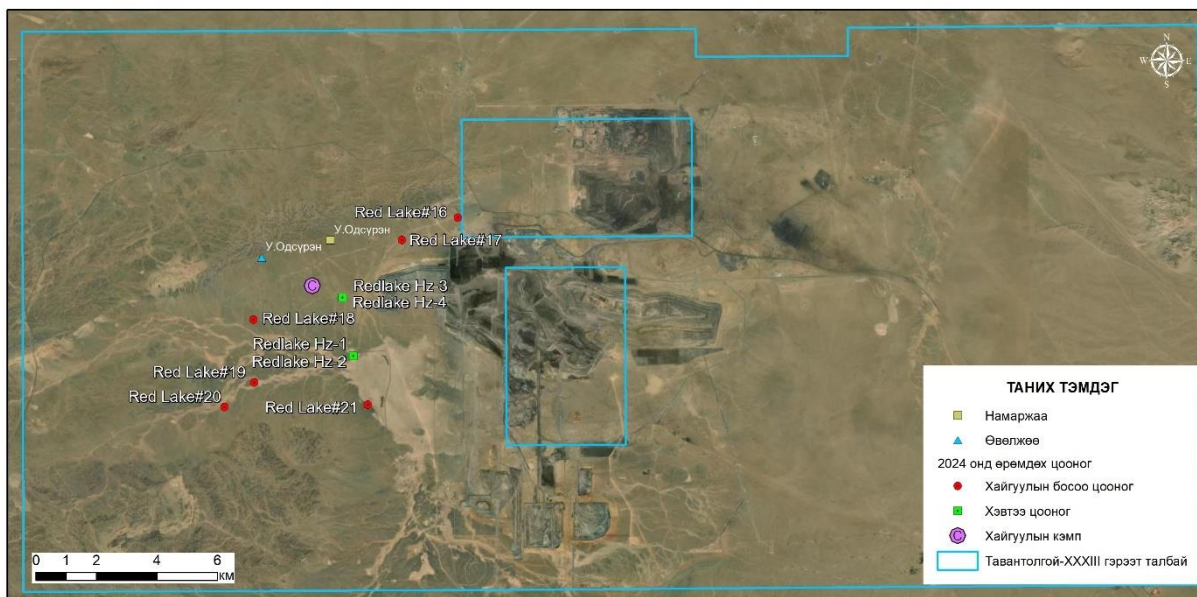 N
W E
S
Red Lake#16
У.Одсүрэн
Red Lake#17
У.Одсүрэн
C
Redlake Hz-3
Redlake Hz-4
Red Lake#18
Redlake Hz-1
Redlake Hz-2
Red Lake#19
Red Lake#20
Red Lake#21
ТАНИХ ТЭМДЭГ
Намаржаа
Өвөлжөө
2024 онд өрөмдөх цооног
Хайгуулын босоо цооног
Хэвтээ цооног
C Хайгуулын кэмп
Тавантолгой-XXXIII гэрээт талбай
0 1 2 4 6
км